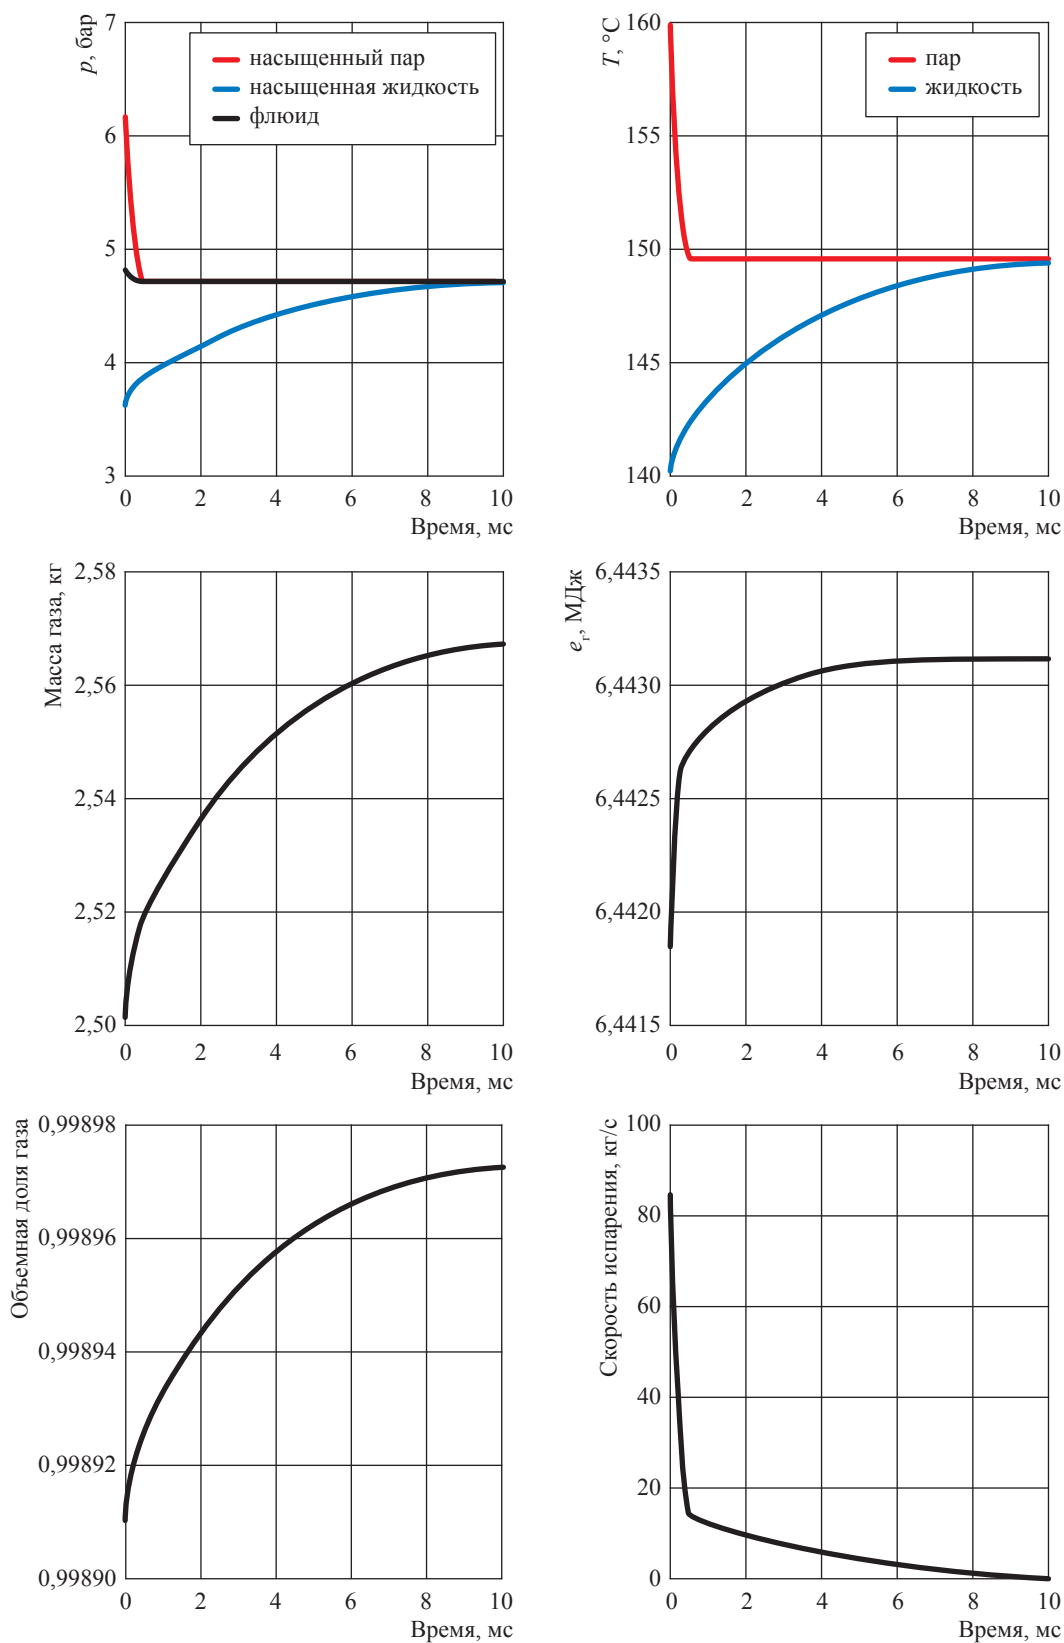 p, бар
7
6
5
4
3
насыщенный пар
насыщенная жидкость
флюид
0 2 4 6 8 10
Время, мс
T, °C
160
155
150
145
140
пар
жидкость
0 2 4 6 8 10
Время, мс
Масса газа, кг
2,58
2,56
2,54
2,52
2,50
0 2 4 6 8 10
Время, мс
eг, МДж
6,4435
6,4430
6,4425
6,4420
6,4415
0 2 4 6 8 10
Время, мс
Объемная доля газа
0,99898
0,99896
0,99894
0,99892
0,99890
0 2 4 6 8 10
Время, мс
Скорость испарения, кг/с
100
80
60
40
20
0
0 2 4 6 8 10
Время, мс